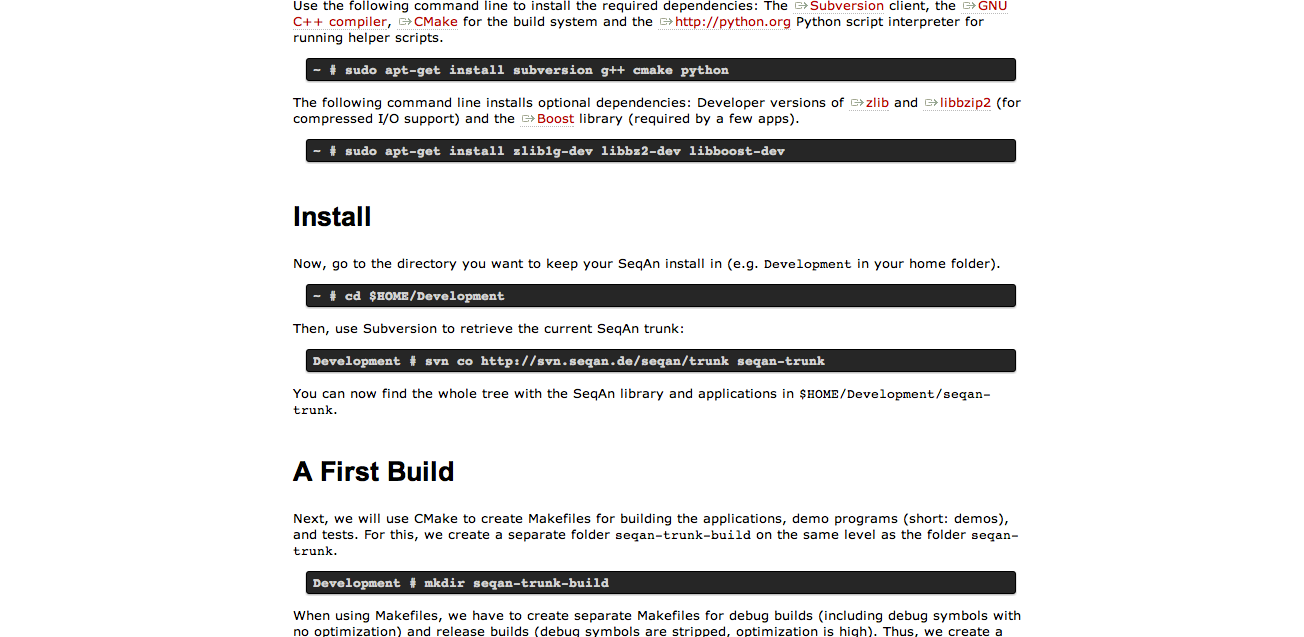 Use the following command line to install the required dependencies: The Subversion client, the GNU
C++ compiler, CMake for the build system and the http://python.org Python script interpreter for
running helper scripts.
~ # sudo apt-get install subversion g++ cmake python
The following command line installs optional dependencies: Developer versions of zlib and libbzip2 (for
compressed I/O support) and the Boost library (required by a few apps).
~ # sudo apt-get install zlib1g-dev libbz2-dev libboost-dev
Install
Now, go to the directory you want to keep your SeqAn install in (e.g. Development in your home folder).
~ # cd $HOME/Development
Then, use Subversion to retrieve the current SeqAn trunk:
Development # svn co http://svn.seqan.de/seqan/trunk seqan-trunk
You can now find the whole tree with the SeqAn library and applications in $HOME/Development/seqan-
trunk.
A First Build
Next, we will use CMake to create Makefiles for building the applications, demo programs (short: demos),
and tests. For this, we create a separate folder seqan-trunk-build on the same level as the folder seqan-
trunk.
Development # mkdir seqan-trunk-build
When using Makefiles, we have to create separate Makefiles for debug builds (including debug symbols with
no optimization) and release builds (debug symbols are stripped, optimization is high). Thus, we create a